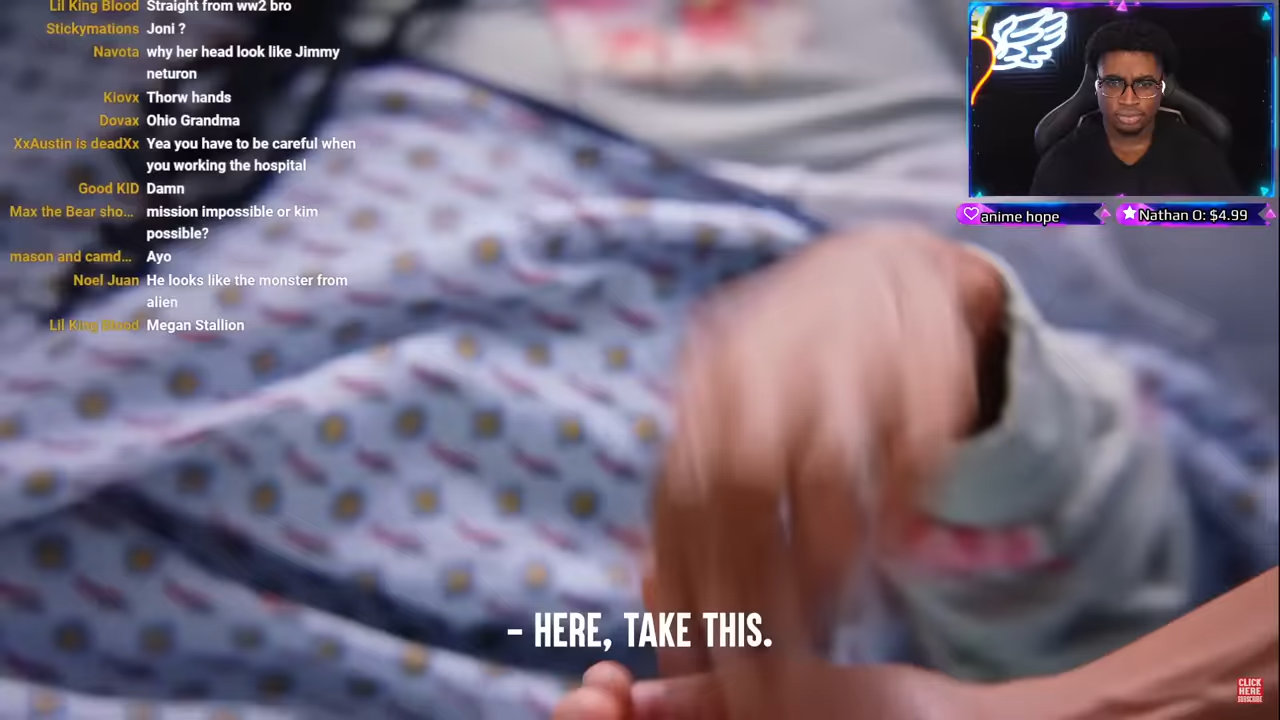 Lil King Blood Straight from ww2 bro
Stickymations Joni ?
Navota why her head look like Jimmy
neturon
Kiovx Thorw hands
Dovax Ohio Grandma
XxAustin is deadXx Yea you have to be careful when
you working the hospital
Good KID Damn
Max the Bear sho... mission impossible or kim
possible?
mason and camd... Ayo
Noel Juan He looks like the monster from
alien
Lil King Blood Megan Stallion
anime hope
Nathan O: $4.99
- HERE, TAKE THIS.
CLICK
HERE
SUBSCRIBE